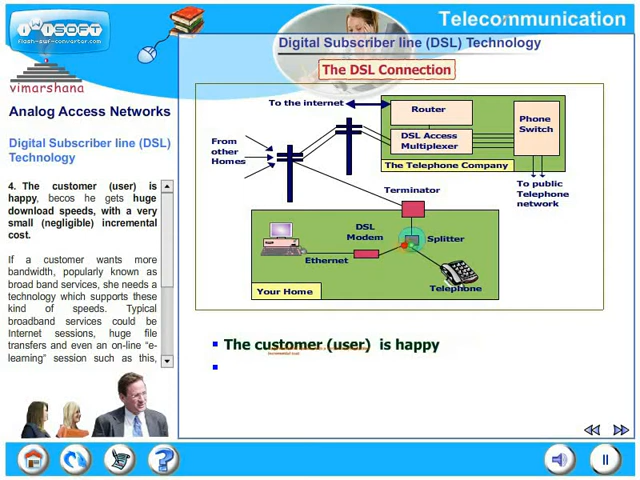 iWiSOFT
flash-swf-converter.com
Telecommunication
Digital Subscriber line (DSL) Technology
The DSL Connection
vimarshana
Analog Access Networks
Digital Subscriber line (DSL)
Technology
4. The customer (user) is
happy, becos he gets huge
download speeds, with a very
small (negligible) incremental
cost.
If a customer wants more
bandwidth, popularly known as
broad band services, she needs a
technology which supports these
kind of speeds. Typical
broadband services could be
Internet sessions, huge file
transfers and even an on-line “e-
learning” session such as this,
To the internet
Router
Phone
Switch
DSL Access
Multiplexer
The Telephone Company
From
other
Homes
To public
Telephone
network
Terminator
DSL
Modem
Splitter
Ethernet
Telephone
Your Home
The customer (user) is happy